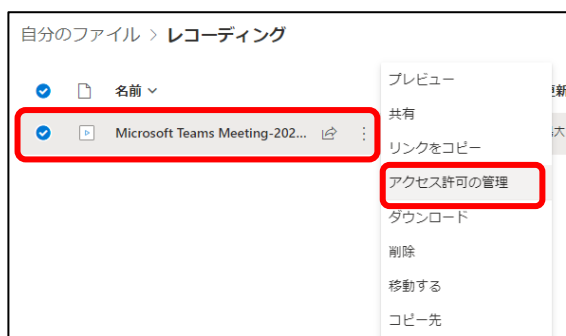 自分のファイル > レコーディング
名前
Microsoft Teams Meeting-202...
プレビュー
共有
リンクをコピー
アクセス許可の管理
ダウンロード
削除
移動する
コピー先